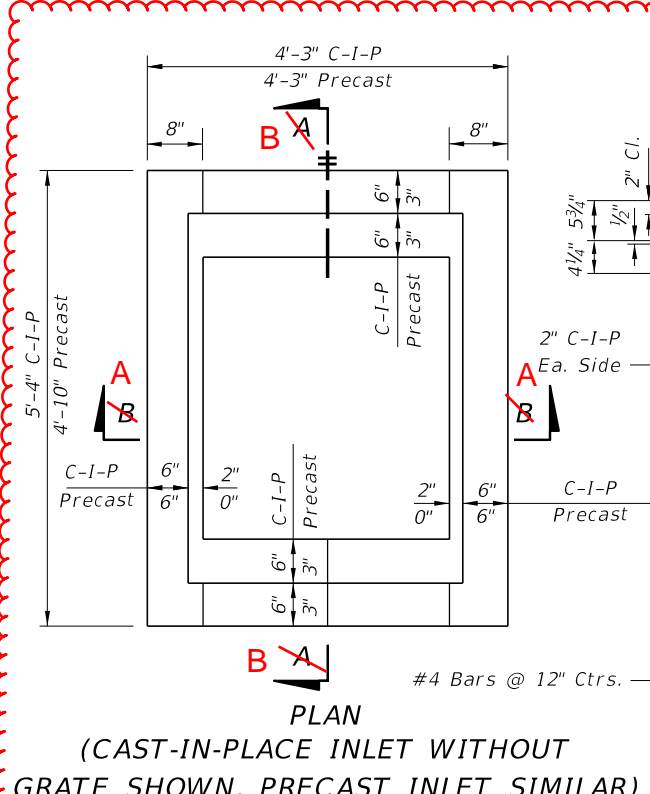 4'-3" C-I-P
4'-3" Precast
8"
B A
8"
2" Cl.
6" 3"
5¾" ½"
4¼"
6" 3"
C-I-P
Precast
5'-4" C-I-P
4'-10" Precast
2" C-I-P
Ea. Side
A
B
A
B
C-I-P
Precast
6"
6"
2"
0"
C-I-P
Precast
2"
0"
6"
6"
C-I-P
Precast
6" 3"
6" 3"
B A
#4 Bars @ 12" Ctrs.
PLAN
(CAST-IN-PLACE INLET WITHOUT
GRATE SHOWN, PRECAST INLET SIMILAR)